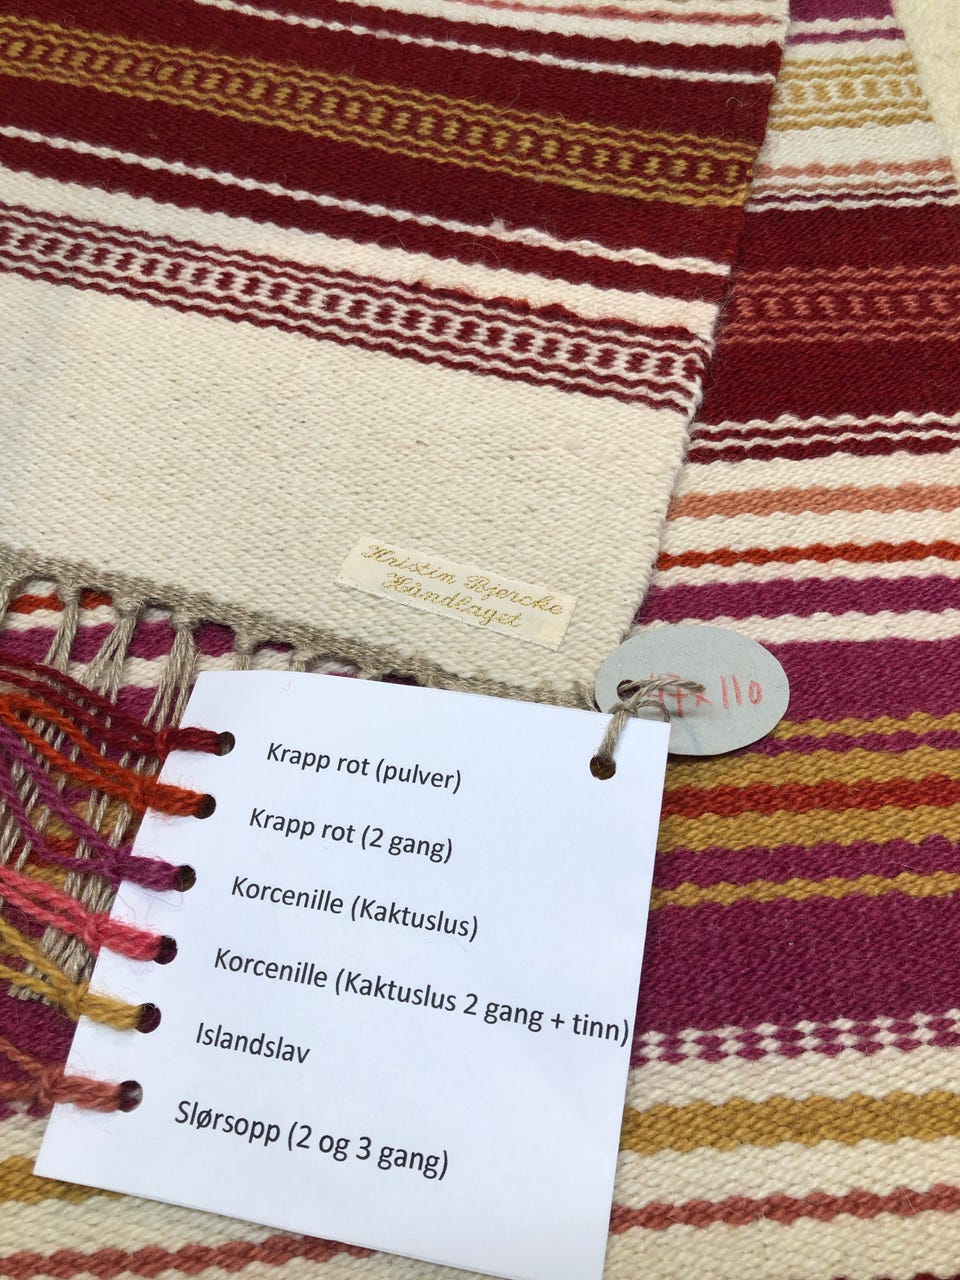 Kristin Bjercke
Håndlaget
110
Krapp rot (pulver)
Krapp rot (2 gang)
Korcenille (Kaktuslus)
Korcenille (Kaktuslus 2 gang + tinn)
Islandslav
Slørsopp (2 og 3 gang)